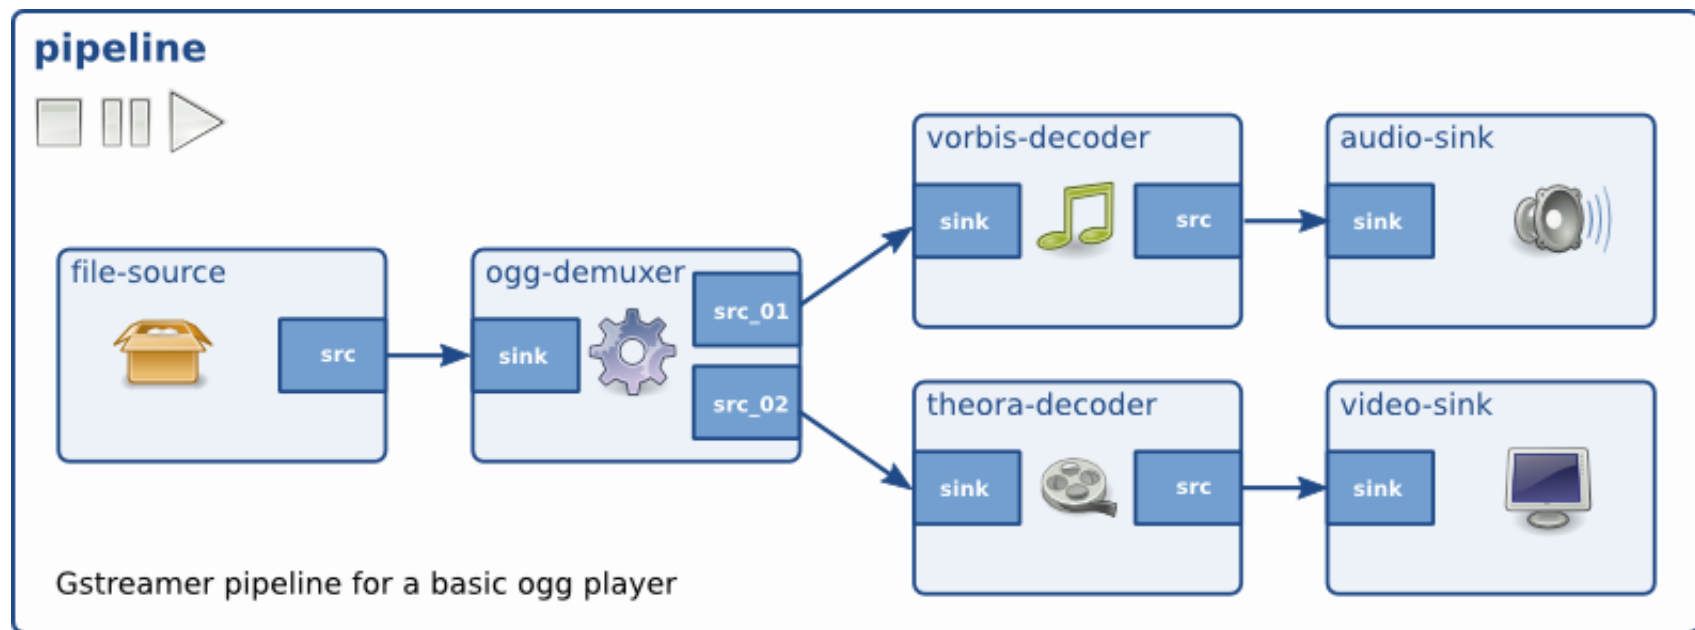 pipeline
file-source
src
ogg-demuxer
sink
src_01
src_02
vorbis-decoder
sink
src
audio-sink
sink
theora-decoder
sink
src
video-sink
sink
Gstreamer pipeline for a basic ogg player